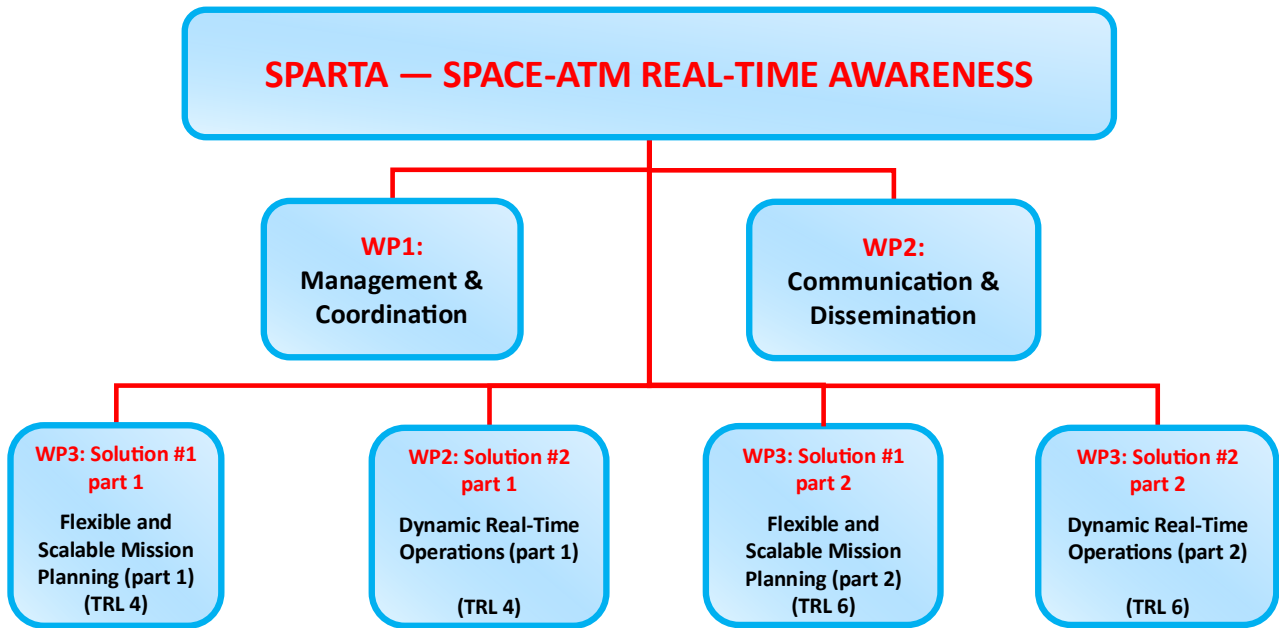 SPARTA — SPACE-ATM REAL-TIME AWARENESS
WP1:
Management &
Coordination
WP2:
Communication &
Dissemination
WP3: Solution #1
part 1
Flexible and
Scalable Mission
Planning (part 1)
(TRL 4)
WP2: Solution #2
part 1
Dynamic Real-Time
Operations (part 1)
(TRL 4)
WP3: Solution #1
part 2
Flexible and
Scalable Mission
Planning (part 2)
(TRL 6)
WP3: Solution #2
part 2
Dynamic Real-Time
Operations (part 2)
(TRL 6)